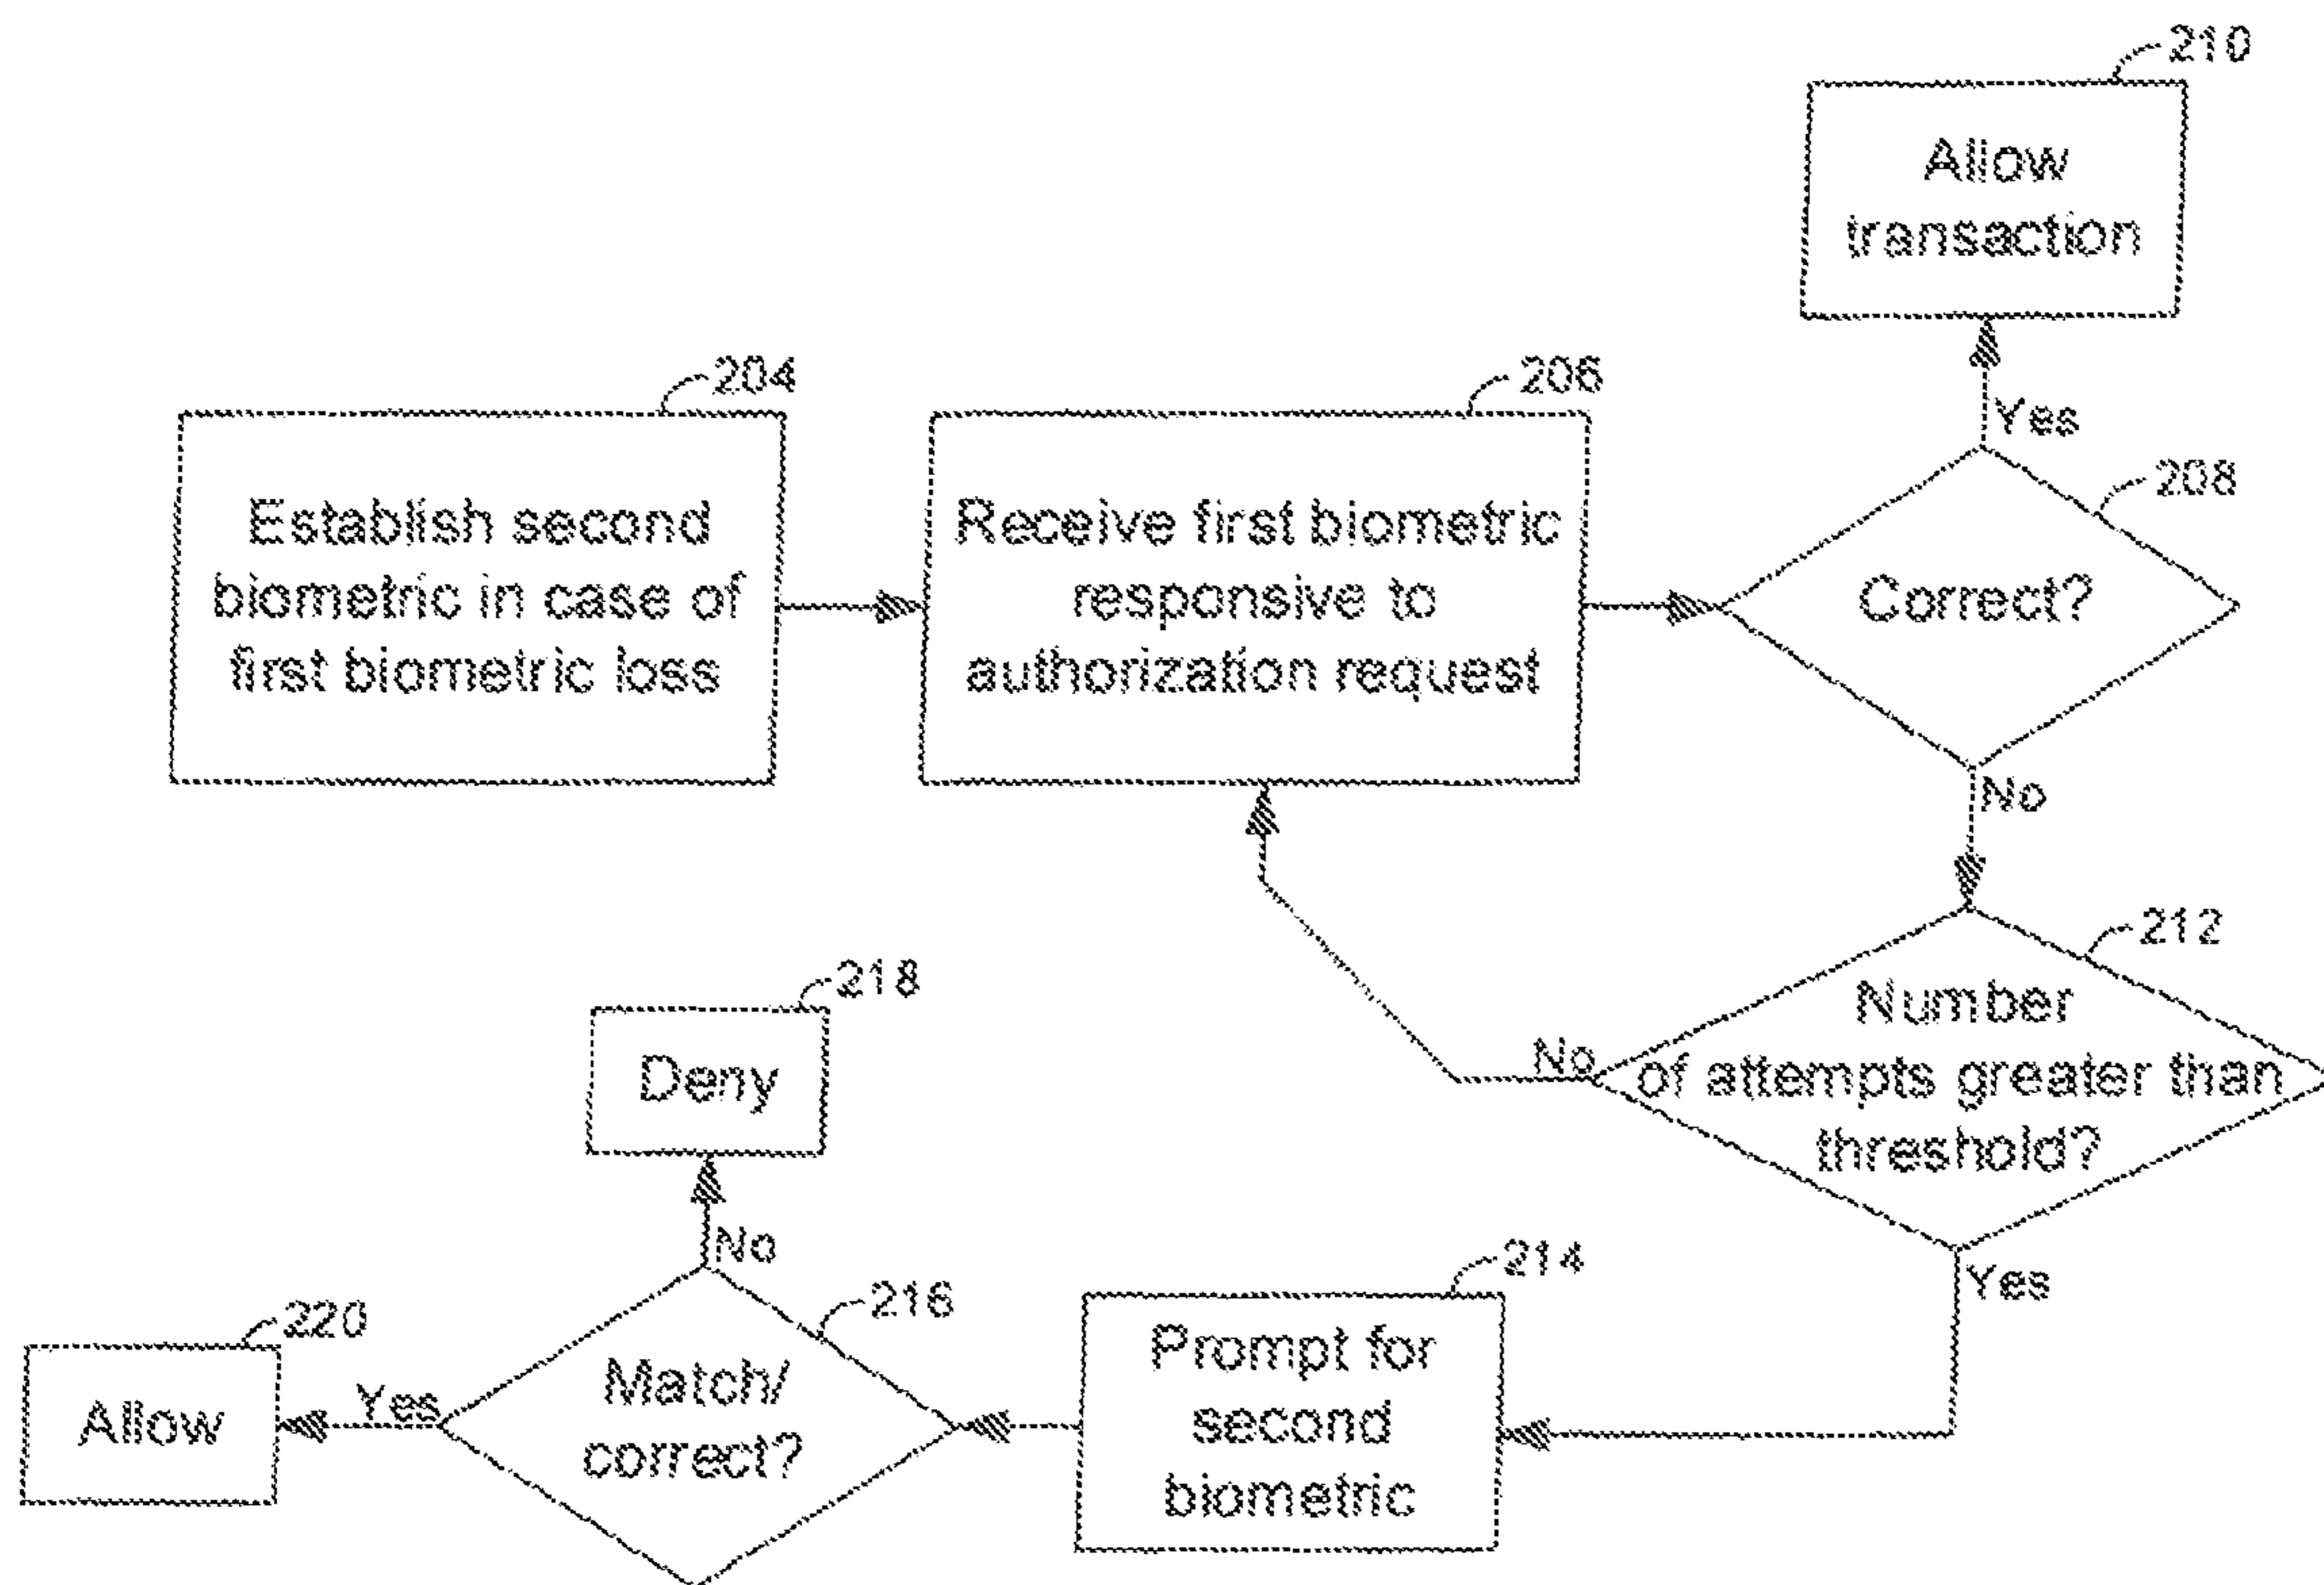 210
Allow
transaction
Yes
204
Establish second
biometric in case of
first biometric loss
206
Receive first biometric
responsive to
authorization request
208
Correct?
No
212
Number
of attempts greater than
threshold?
No
Yes
214
Prompt for
second
biometric
216
Match/
correct?
No
218
Deny
Yes
220
Allow